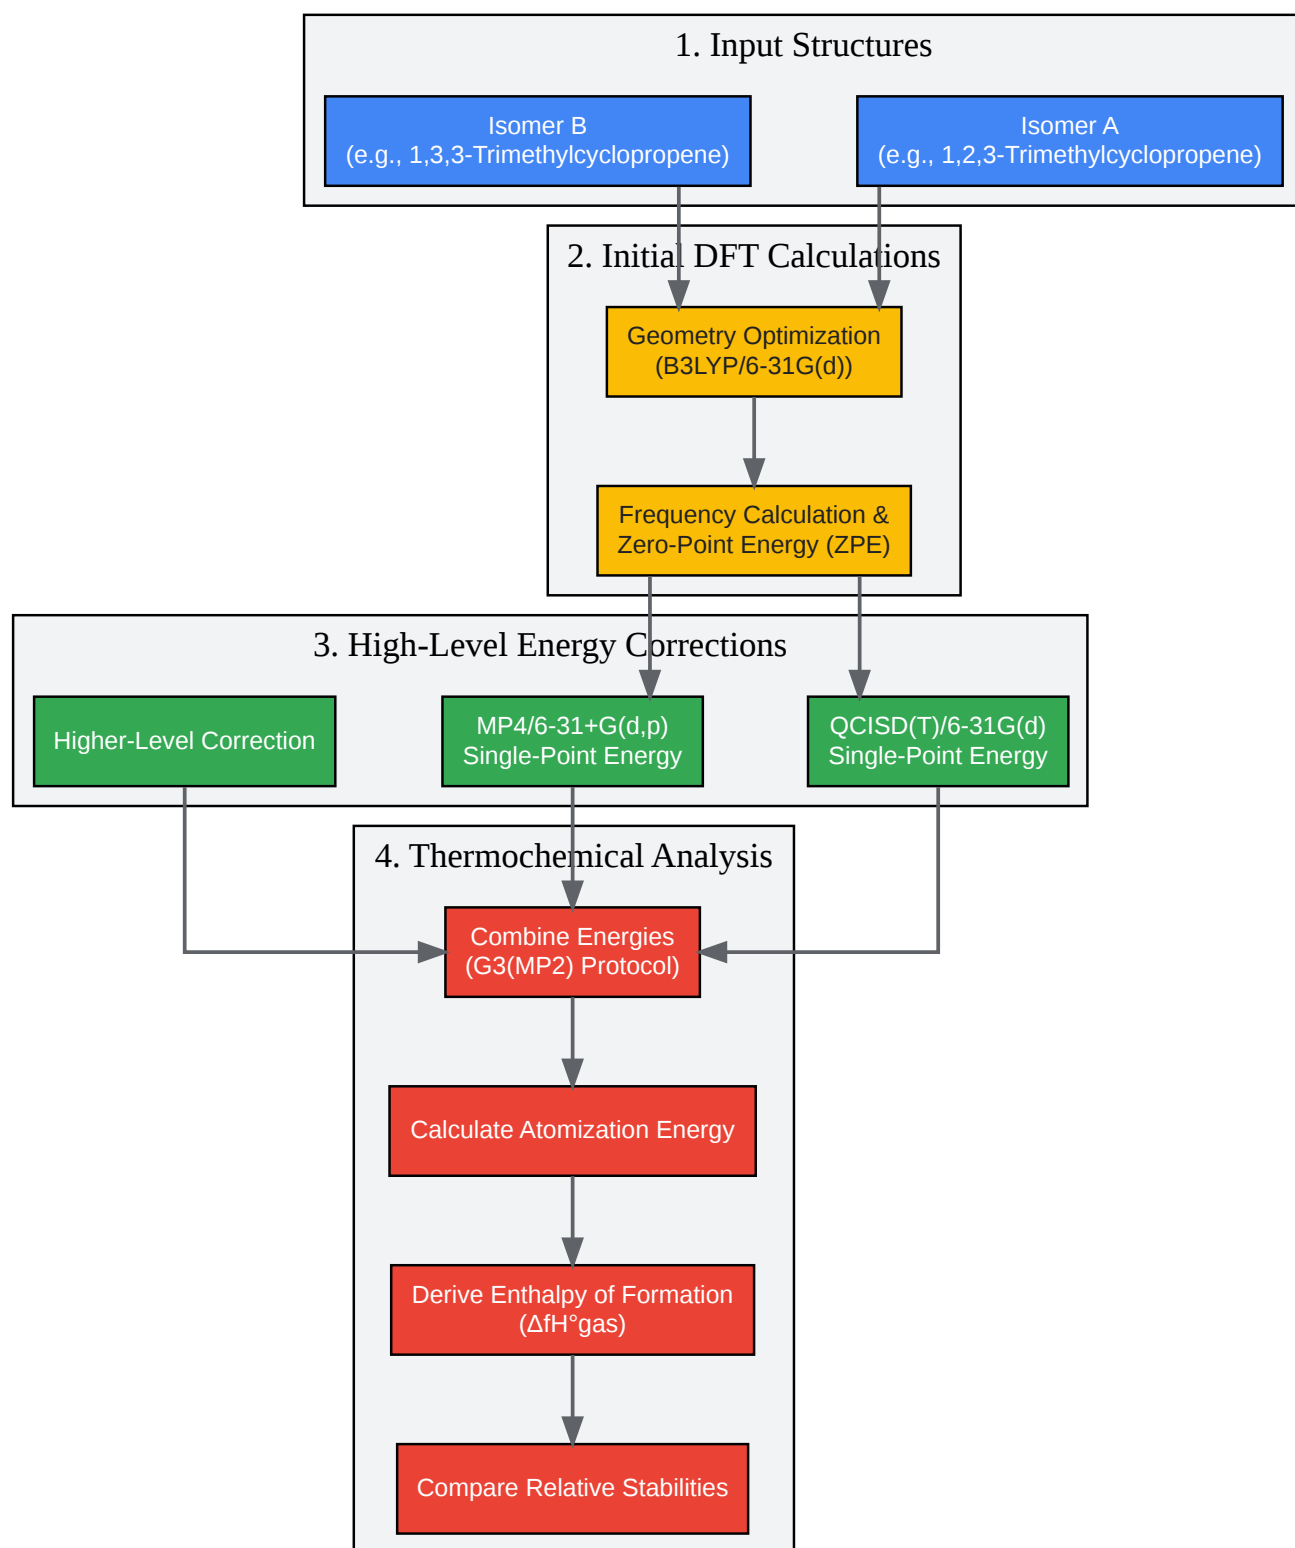 1. Input Structures
Isomer B
(e.g., 1,3,3-Trimethylcyclopropene)
Isomer A
(e.g., 1,2,3-Trimethylcyclopropene)
2. Initial DFT Calculations
Geometry Optimization
(B3LYP/6-31G(d))
Frequency Calculation &
Zero-Point Energy (ZPE)
3. High-Level Energy Corrections
Higher-Level Correction
MP4/6-31+G(d,p)
Single-Point Energy
QCISD(T)/6-31G(d)
Single-Point Energy
4. Thermochemical Analysis
Combine Energies
(G3(MP2) Protocol)
Calculate Atomization Energy
Derive Enthalpy of Formation
(ΔfH°gas)
Compare Relative Stabilities